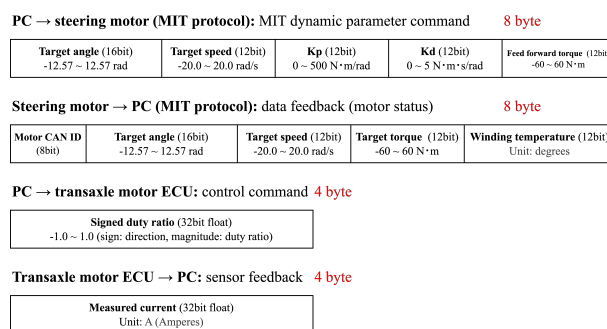 PC → steering motor (MIT protocol): MIT dynamic parameter command 8 byte
Target angle (16bit) Target speed (12bit) Kp (12bit) Kd (12bit) Feed forward torque (12bit)
-12.57 ~ 12.57 rad -20.0 ~ 20.0 rad/s 0 ~ 500 N・m/rad 0 ~ 5 N・m・s/rad -60 ~ 60 N・m
Steering motor → PC (MIT protocol): data feedback (motor status) 8 byte
Motor CAN ID Target angle (16bit) Target speed (12bit) Target torque (12bit) Winding temperature (12bit)
(8bit) -12.57 ~ 12.57 rad -20.0 ~ 20.0 rad/s -60 ~ 60 N・m Unit: degrees
PC → transaxle motor ECU: control command 4 byte
Signed duty ratio (32bit float)
-1.0 ~ 1.0 (sign: direction, magnitude: duty ratio)
Transaxle motor ECU → PC: sensor feedback 4 byte
Measured current (32bit float)
Unit: A (Amperes)